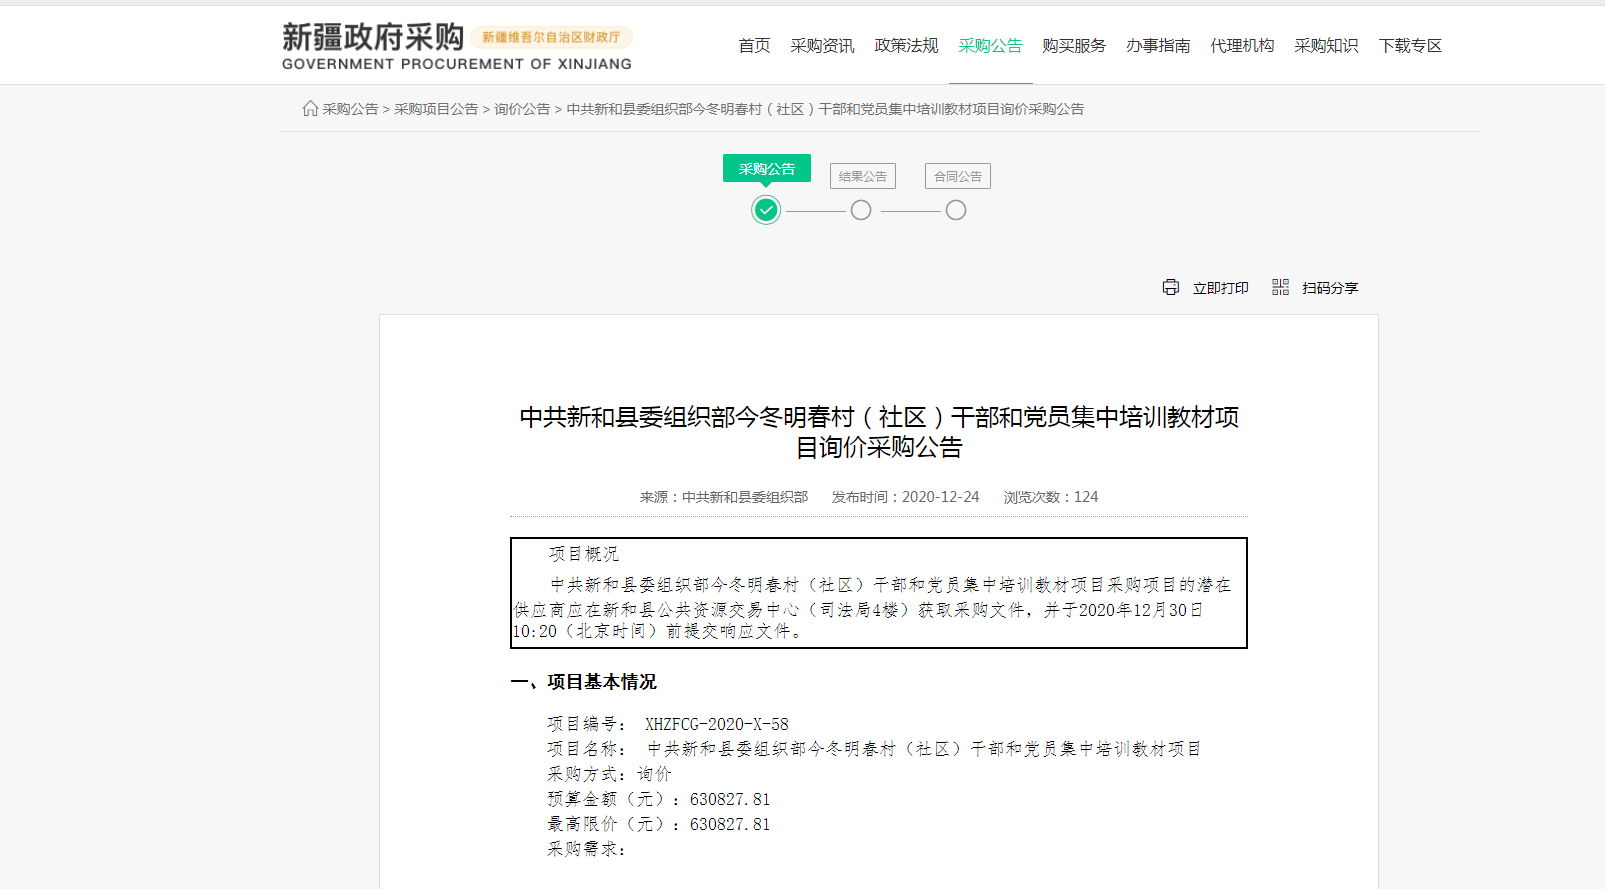 新疆政府采购 新疆维吾尔自治区财政厅
GOVERNMENT PROCUREMENT OF XINJIANG
首页 采购资讯 政策法规 采购公告 购买服务 办事指南 代理机构 采购知识 下载专区
采购公告 > 采购项目公告 > 询价公告 > 中共新和县委组织部今冬明春村（社区）干部和党员集中培训教材项目询价采购公告
采购公告 结果公告 合同公告
立即打印 扫码分享
中共新和县委组织部今冬明春村（社区）干部和党员集中培训教材项
目询价采购公告
来源：中共新和县委组织部 发布时间：2020-12-24 浏览次数：124
项目概况
中共新和县委组织部今冬明春村（社区）干部和党员集中培训教材项目采购项目的潜在
供应商应在新和县公共资源交易中心（司法局4楼）获取采购文件，并于2020年12月30日
10:20（北京时间）前提交响应文件。
一、项目基本情况
项目编号： XHZFCG-2020-X-58
项目名称： 中共新和县委组织部今冬明春村（社区）干部和党员集中培训教材项目
采购方式：询价
预算金额（元）：630827.81
最高限价（元）：630827.81
采购需求：